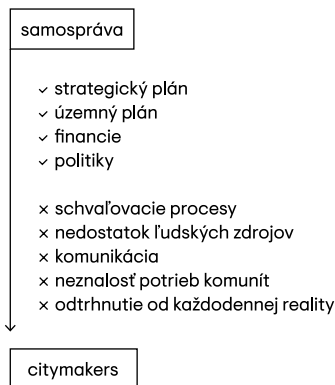 samospráva
✓ strategický plán
✓ územný plán
✓ financie
✓ politiky
× schvaľovacie procesy
× nedostatok ľudských zdrojov
× komunikácia
× neznalosť potrieb komunít
× odtrhnutie od každodennej reality
citymakers